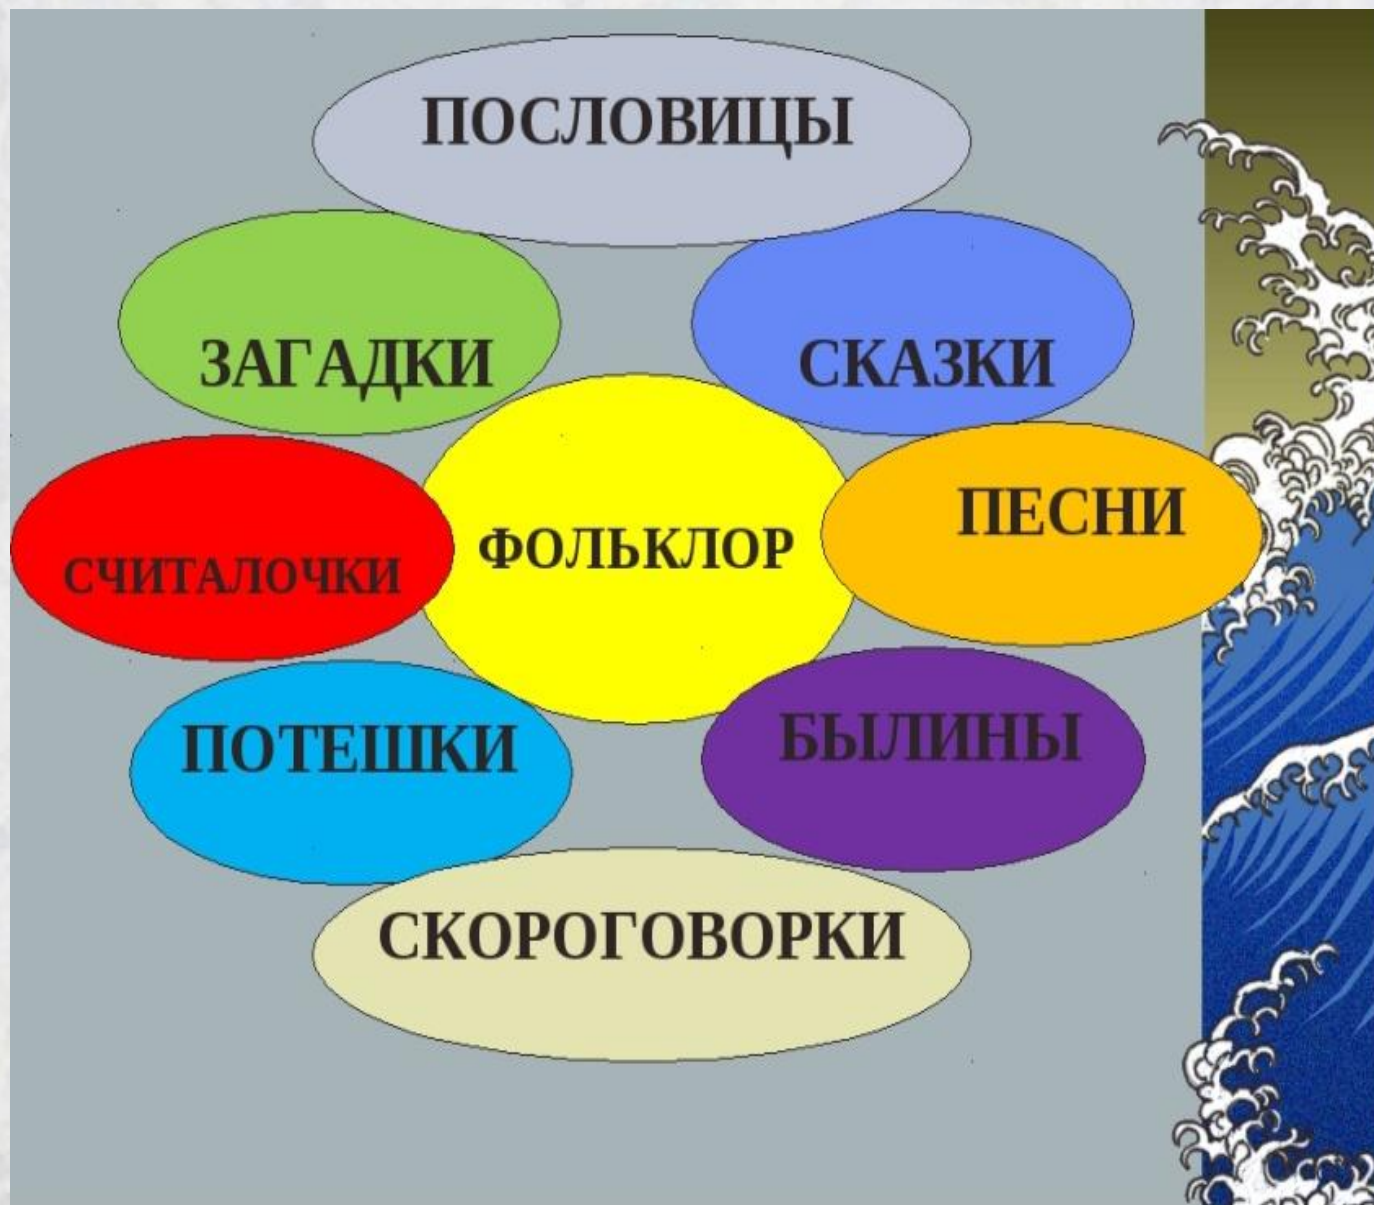 ПОСЛОВИЦЫ
ЗАГАДКИ
СКАЗКИ
ПЕСНИ
СЧИТАЛОЧКИ
ФОЛЬКЛОР
ПОТЕШКИ
БЫЛИНЫ
СКОРОГОВОРКИ